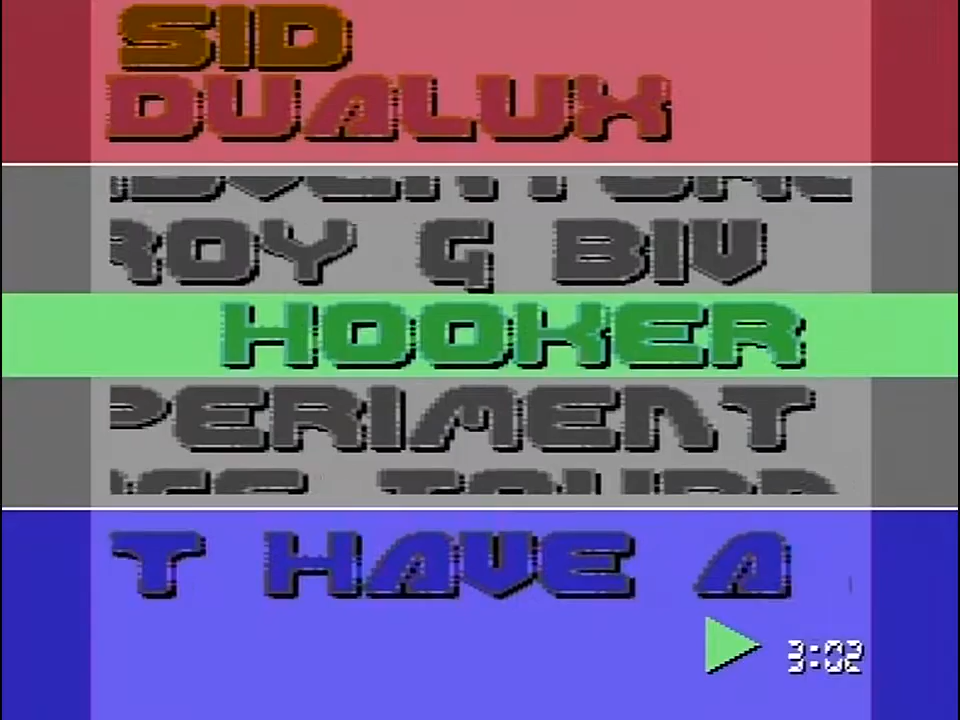 SID
DUALUX
ROY G BIV
HOOKER
PERIMENT
T HAVE A
3:02